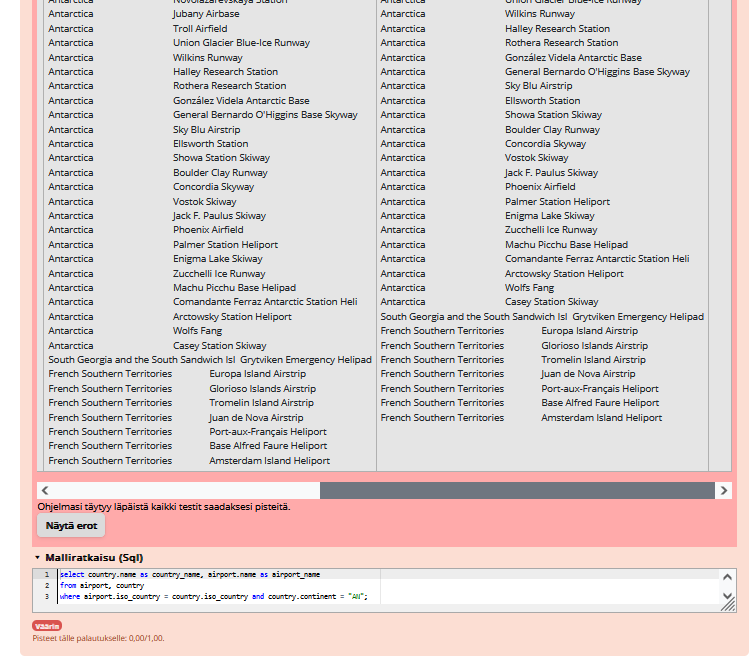 Antarctica Novolazarevskaya Station
Antarctica Jubany Airbase
Antarctica Troll Airfield
Antarctica Union Glacier Blue-Ice Runway
Antarctica Wilkins Runway
Antarctica Halley Research Station
Antarctica Rothera Research Station
Antarctica González Videla Antarctic Base
Antarctica General Bernardo O'Higgins Base Skyway
Antarctica Sky Blu Airstrip
Antarctica Ellsworth Station
Antarctica Showa Station Skiway
Antarctica Boulder Clay Runway
Antarctica Concordia Skyway
Antarctica Vostok Skiway
Antarctica Jack F. Paulus Skiway
Antarctica Phoenix Airfield
Antarctica Palmer Station Heliport
Antarctica Enigma Lake Skiway
Antarctica Zucchelli Ice Runway
Antarctica Machu Picchu Base Helipad
Antarctica Comandante Ferraz Antarctic Station Heli
Antarctica Arctowsky Station Heliport
Antarctica Wolfs Fang
Antarctica Casey Station Skiway
South Georgia and the South Sandwich Isl Grytviken Emergency Helipad
French Southern Territories Europa Island Airstrip
French Southern Territories Glorioso Islands Airstrip
French Southern Territories Tromelin Island Airstrip
French Southern Territories Juan de Nova Airstrip
French Southern Territories Port-aux-Français Heliport
French Southern Territories Base Alfred Faure Heliport
French Southern Territories Amsterdam Island Heliport
Antarctica Union Glacier Blue-Ice Runway
Antarctica Wilkins Runway
Antarctica Halley Research Station
Antarctica Rothera Research Station
Antarctica González Videla Antarctic Base
Antarctica General Bernardo O'Higgins Base Skyway
Antarctica Sky Blu Airstrip
Antarctica Ellsworth Station
Antarctica Showa Station Skiway
Antarctica Boulder Clay Runway
Antarctica Concordia Skyway
Antarctica Vostok Skiway
Antarctica Jack F. Paulus Skiway
Antarctica Phoenix Airfield
Antarctica Palmer Station Heliport
Antarctica Enigma Lake Skiway
Antarctica Zucchelli Ice Runway
Antarctica Machu Picchu Base Helipad
Antarctica Comandante Ferraz Antarctic Station Heli
Antarctica Arctowsky Station Heliport
Antarctica Wolfs Fang
Antarctica Casey Station Skiway
South Georgia and the South Sandwich Isl Grytviken Emergency Helipad
French Southern Territories Europa Island Airstrip
French Southern Territories Glorioso Islands Airstrip
French Southern Territories Tromelin Island Airstrip
French Southern Territories Juan de Nova Airstrip
French Southern Territories Port-aux-Français Heliport
French Southern Territories Base Alfred Faure Heliport
French Southern Territories Amsterdam Island Heliport
Ohjelmasi täytyy läpäistä kaikki testit saadaksesi pisteitä.
Näytä erot
Malliratkaisu (Sql)
1 select country.name as country_name, airport.name as airport_name
2 from airport, country
3 where airport.iso_country = country.iso_country and country.continent = "AN";
Väärin
Pisteet tälle palautukselle: 0,00/1,00.